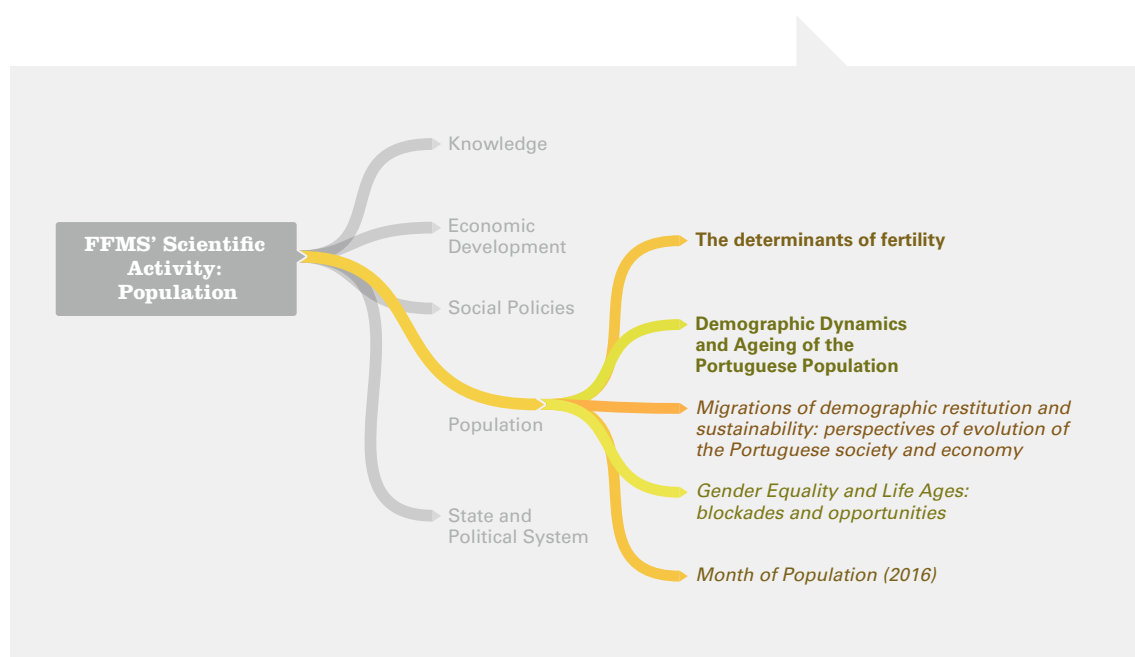 FFMS' Scientific
Activity:
Population
Knowledge
Economic
Development
Social Policies
Population
State and
Political System
The determinants of fertility
Demographic Dynamics
and Ageing of the
Portuguese Population
Migrations of demographic restitution and
sustainability: perspectives of evolution of
the Portuguese society and economy
Gender Equality and Life Ages:
blockades and opportunities
Month of Population (2016)